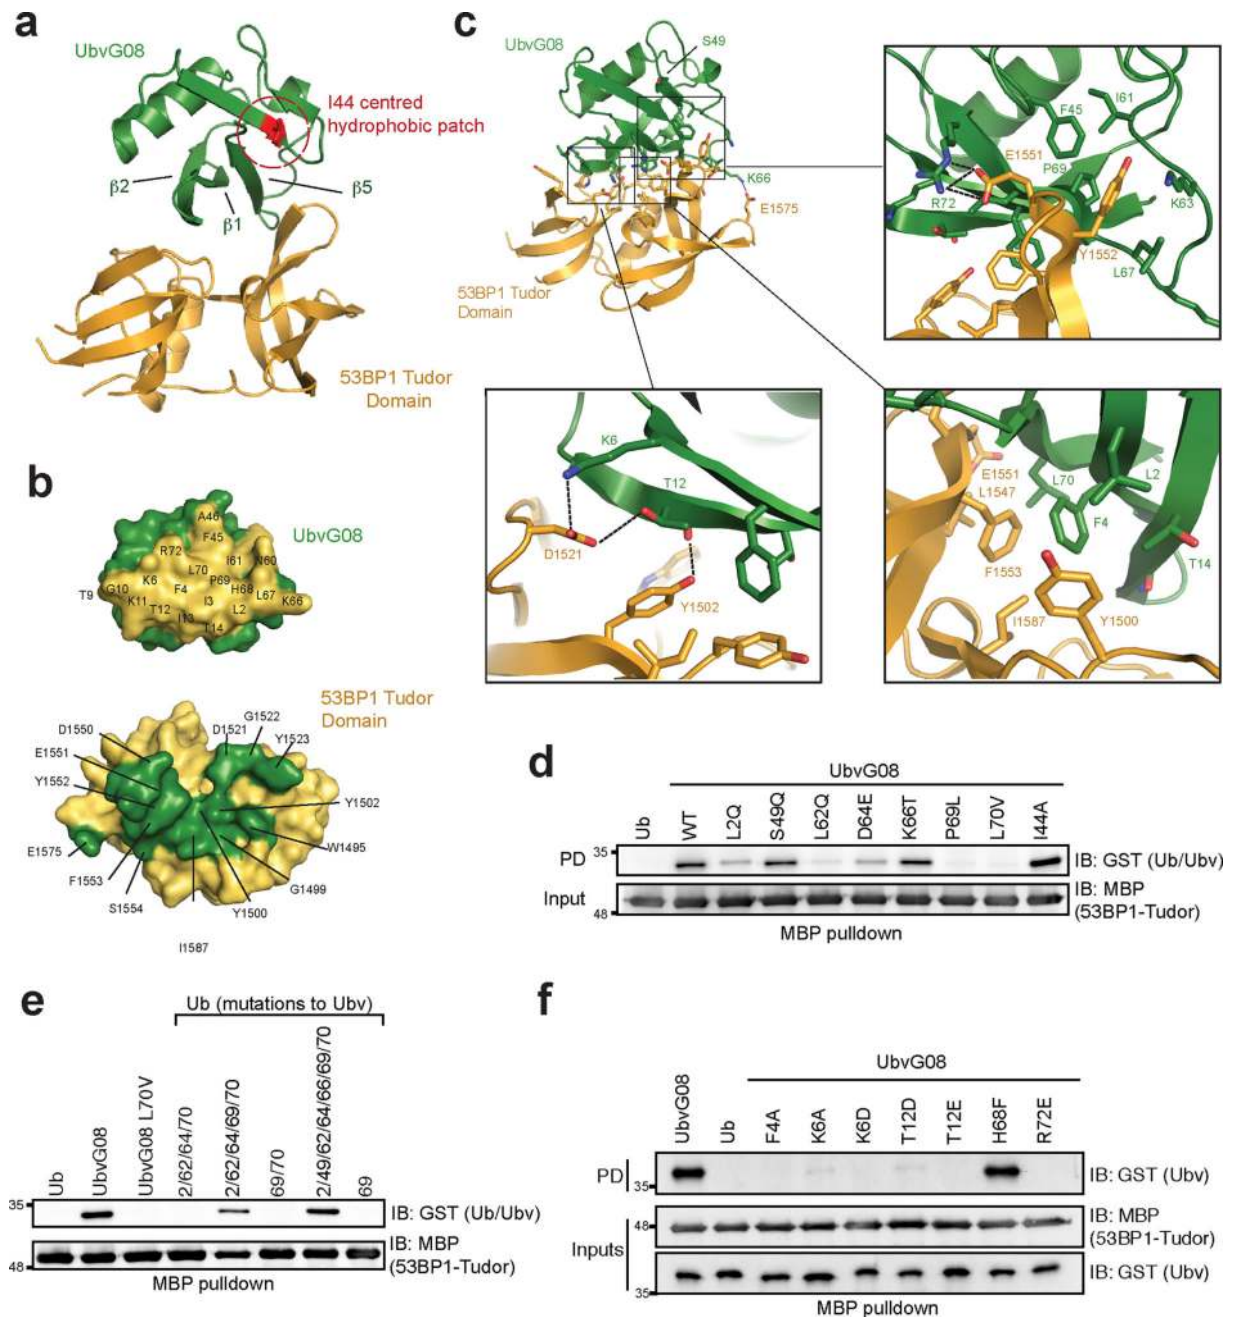 a
UbvG08
I44 centred
hydrophobic patch
β2
β1
β5
53BP1 Tudor
Domain
b
UbvG08
A46
F45
R72
I61
N60
L70
K6
P69
T9
G10
F4
H68
L67
K66
K11
I3
T12
L2
I13
T14
53BP1 Tudor
Domain
D1550
D1521
G1522
Y1523
E1551
Y1552
Y1502
E1575
W1495
F1553
G1499
S1554
Y1500
I1587
c
UbvG08
S49
K66
E1575
53BP1 Tudor
Domain
F45
I61
E1551
P69
R72
K63
Y1552
L67
K6
T12
D1521
Y1502
E1551
L1547
L70
L2
F4
F1553
T14
I1587
Y1500
d
UbvG08
Ub
WT
L2Q
S49Q
L62Q
D64E
K66T
P69L
L70V
I44A
PD
35
IB: GST (Ub/Ubv)
Input
48
IB: MBP
(53BP1-Tudor)
MBP pulldown
e
Ub (mutations to Ubv)
Ub
UbvG08
UbvG08 L70V
2/62/64/70
2/62/64/69/70
69/70
2/49/62/64/66/69/70
69
35
IB: GST (Ub/Ubv)
48
IB: MBP
(53BP1-Tudor)
MBP pulldown
f
UbvG08
UbvG08
Ub
F4A
K6A
K6D
T12D
T12E
H68F
R72E
PD
35
IB: GST (Ubv)
Inputs
48
IB: MBP
(53BP1-Tudor)
35
IB: GST (Ubv)
MBP pulldown